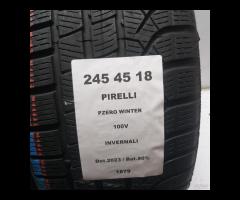 245 45 18
PIRELLI
PZERO WINTER
100V
INVERNALI
Dot.2023 / Bat.80%
1879